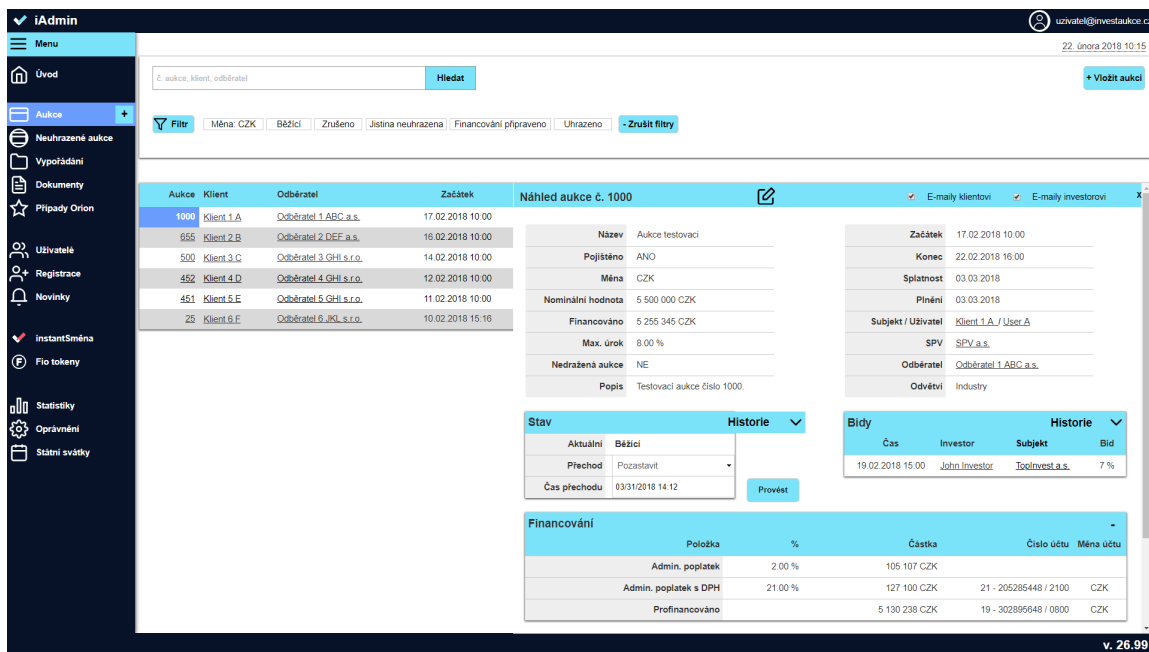 iAdmin
uzivatel@investaukce.cz
Menu
22. února 2018 10:15
Úvod
č. aukce, klient, odběratel
Hledat
+ Vložit aukci
Aukce +
Filtr Měna: CZK Běžící Zrušeno Jistina neuhrazena Financování připraveno Uhrazeno - Zrušit filtry
Neuhrazené aukce
Vypořádání
Dokumenty
Případy Orion
Uživatelé
Registrace
Novinky
instantSměna
Fio tokeny
Statistiky
Oprávnění
Státní svátky
Aukce Klient Odběratel Začátek
1000 Klient 1 A Odběratel 1 ABC a.s. 17.02.2018 10:00
655 Klient 2 B Odběratel 2 DEF a.s. 16.02.2018 10:00
500 Klient 3 C Odběratel 3 GHI s.r.o. 14.02.2018 10:00
452 Klient 4 D Odběratel 4 GHI s.r.o. 12.02.2018 10:00
451 Klient 5 E Odběratel 5 GHI s.r.o. 11.02.2018 10:00
25 Klient 6 F Odběratel 6 JKL s.r.o. 10.02.2018 15:16
Náhled aukce č. 1000 E-maily klientovi E-maily investorovi x
Název Aukce testovací
Pojištěno ANO
Měna CZK
Nominální hodnota 5 500 000 CZK
Financováno 5 255 345 CZK
Max. úrok 8.00 %
Nedražená aukce NE
Popis Testovací aukce číslo 1000.
Začátek 17.02.2018 10:00
Konec 22.02.2018 16:00
Splatnost 03.03.2018
Plnění 03.03.2018
Subjekt / Uživatel Klient 1 A / User A
SPV SPV a.s.
Odběratel Odběratel 1 ABC a.s.
Odvětví Industry
Stav Historie
Aktuální Běžící
Přechod Pozastavit
Čas přechodu 03/31/2018 14:12
Provést
Bidy Historie
Čas Investor Subjekt Bid
19.02.2018 15:00 John Investor TopInvest a.s. 7 %
Financování -
Položka % Částka Číslo účtu Měna účtu
Admin. poplatek 2.00 % 105 107 CZK
Admin. poplatek s DPH 21.00 % 127 100 CZK 21 - 205285448 / 2100 CZK
Profinancováno 5 130 238 CZK 19 - 302895648 / 0800 CZK
v. 26.99